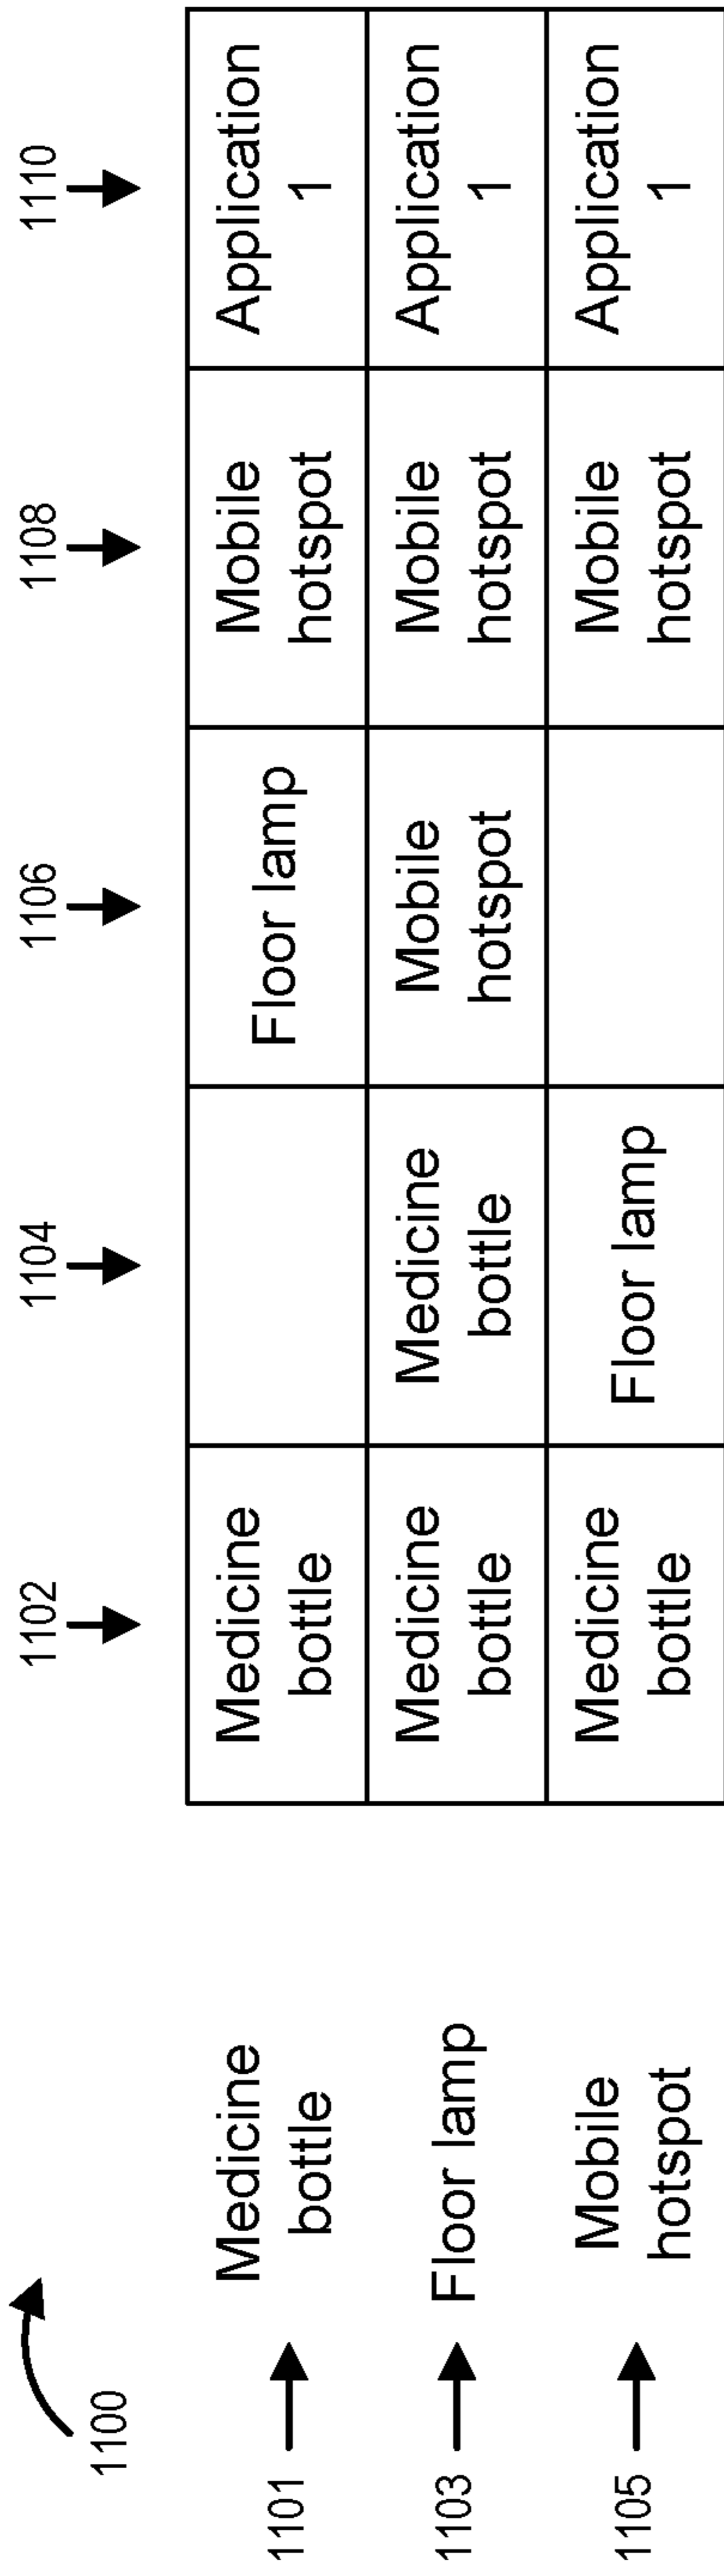 1100
1102
1104
1106
1108
1110
1101
Medicine
bottle
Medicine
bottle
Floor lamp
Mobile
hotspot
Application
1
1103
Floor lamp
Medicine
bottle
Medicine
bottle
Mobile
hotspot
Mobile
hotspot
Application
1
1105
Mobile
hotspot
Medicine
bottle
Floor lamp
Mobile
hotspot
Application
1